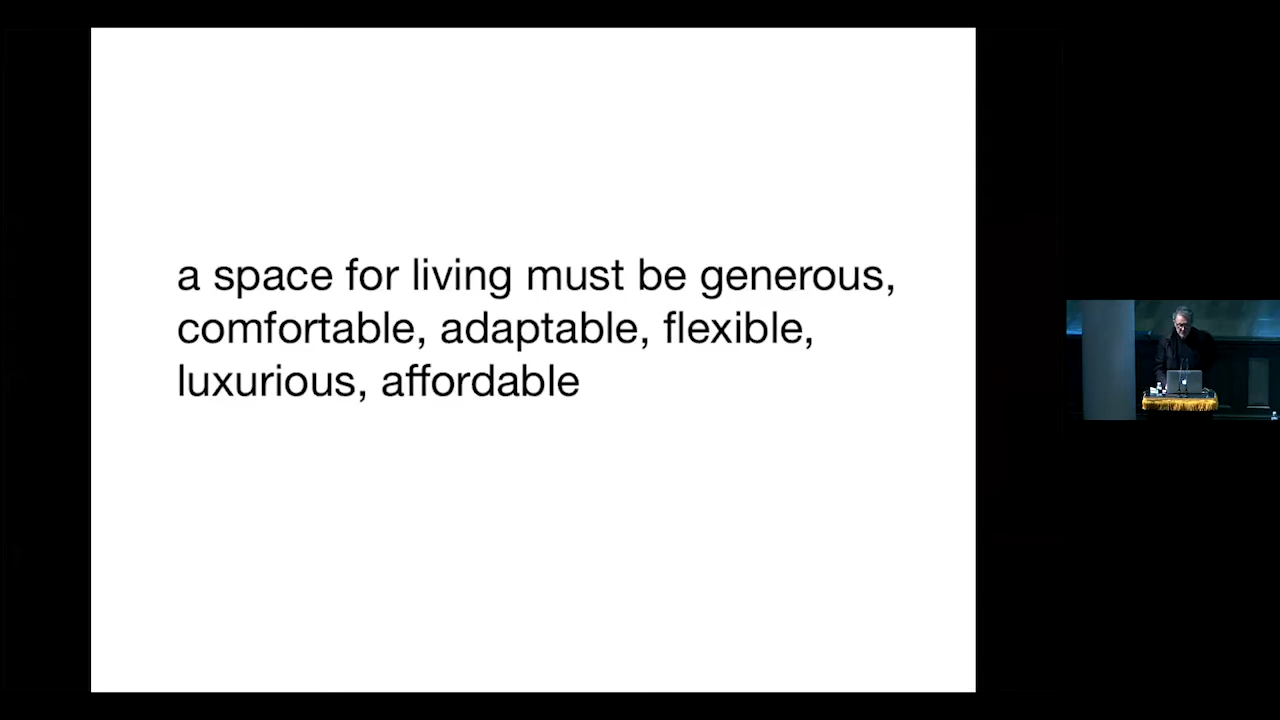 a space for living must be generous,
comfortable, adaptable, flexible,
luxurious, affordable